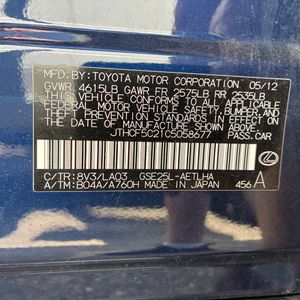 MFD.BY:TOYOTA MOTOR CORPORATION 05/12
GVWR 4615LB GAWR FR 2575LB RR 2535LB
THIS VEHICLE CONFORMS TO ALL APPLICABLE
FEDERAL MOTOR VEHICLE SAFETY, BUMPER, AND
THEFT PREVENTION STANDARDS IN EFFECT ON
THE DATE OF MANUFACTURE SHOWN ABOVE.
JTHCF5C21C5058677 PASS.CAR
C/TR: 8V3/LA03 GSE25L-AETLHA
A/TM: B04A/A760H MADE IN JAPAN 456 A